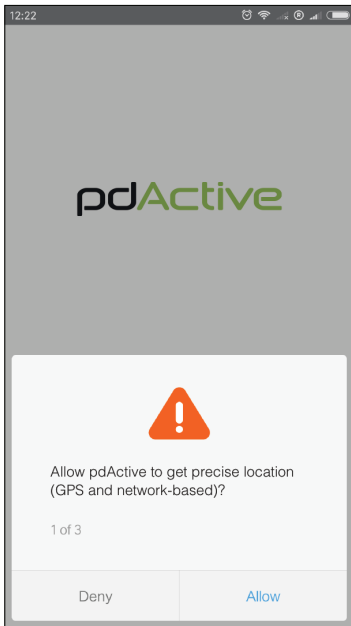 12:22
pdActive
Allow pdActive to get precise location
(GPS and network-based)?
1 of 3
Deny Allow